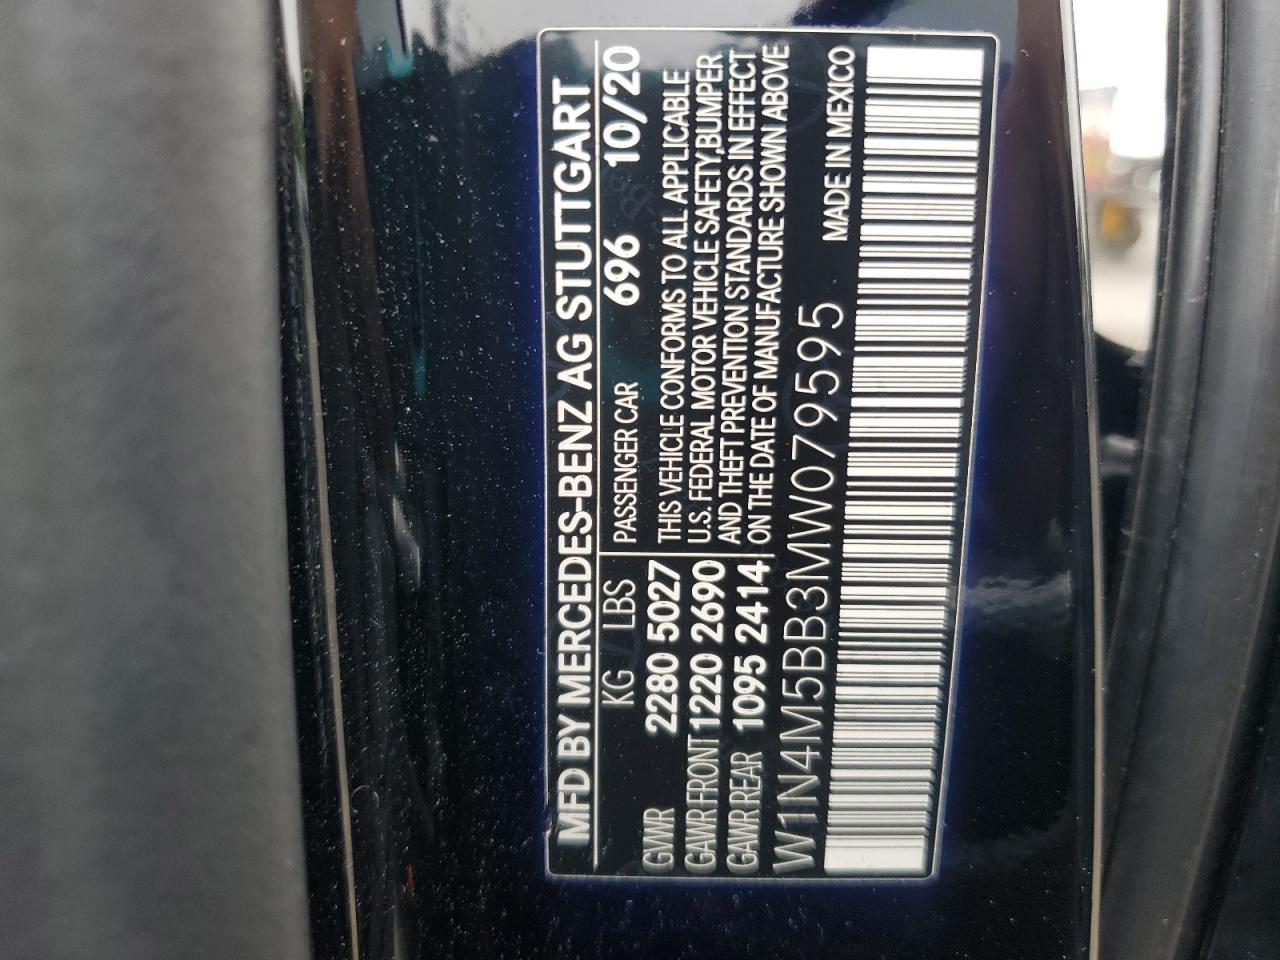 MFD BY MERCEDES-BENZ AG STUTTGART
KG LBS
GVWR 2280 5027
GAWR FRONT 1220 2690
GAWR REAR 1095 2414
PASSENGER CAR 696 10/20
THIS VEHICLE CONFORMS TO ALL APPLICABLE
U.S. FEDERAL MOTOR VEHICLE SAFETY,BUMPER
AND THEFT PREVENTION STANDARDS IN EFFECT
ON THE DATE OF MANUFACTURE SHOWN ABOVE
W1N4M5BB3MW079595 MADE IN MEXICO